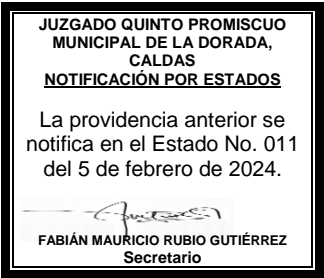 JUZGADO QUINTO PROMISCUO
MUNICIPAL DE LA DORADA,
CALDAS
NOTIFICACIÓN POR ESTADOS
La providencia anterior se
notifica en el Estado No. 011
del 5 de febrero de 2024.
FABIÁN MAURICIO RUBIO GUTIÉRREZ
Secretario